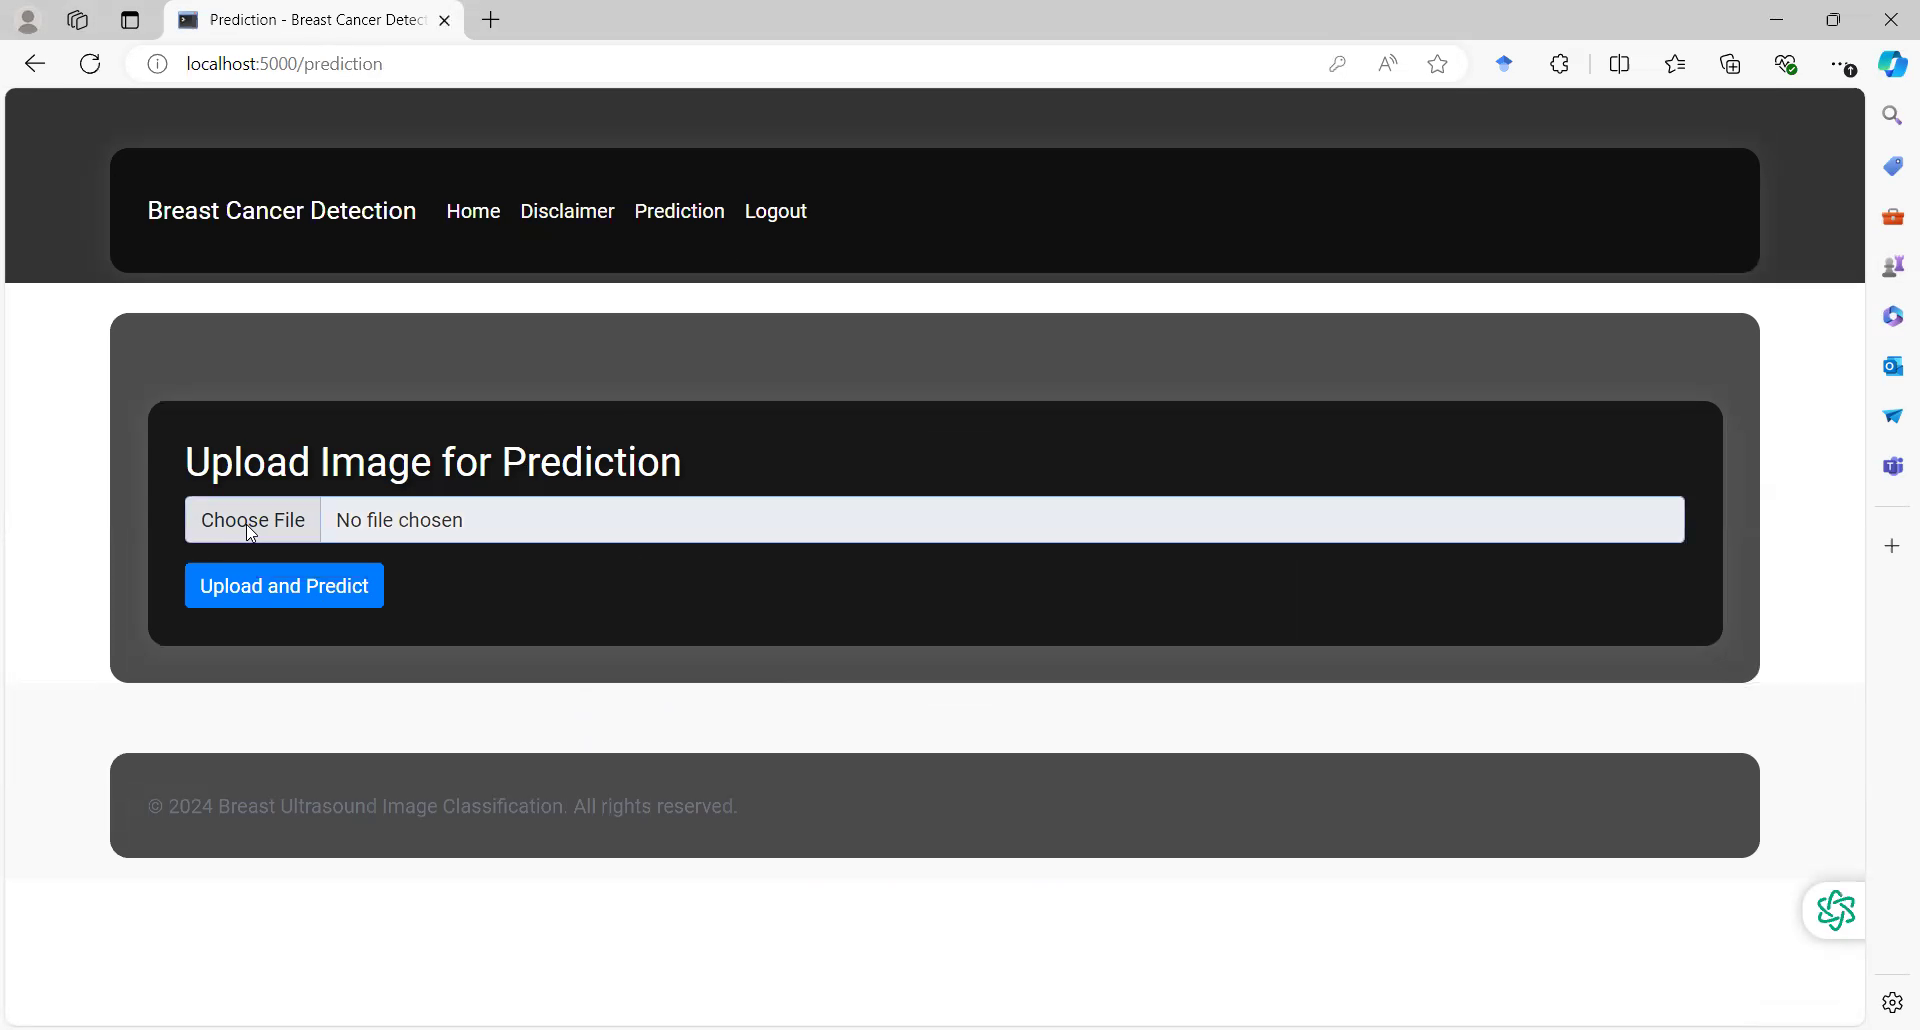 Prediction - Breast Cancer Detect
localhost:5000/prediction
Breast Cancer Detection Home Disclaimer Prediction Logout
Upload Image for Prediction
Choose File No file chosen
Upload and Predict
© 2024 Breast Ultrasound Image Classification. All rights reserved.